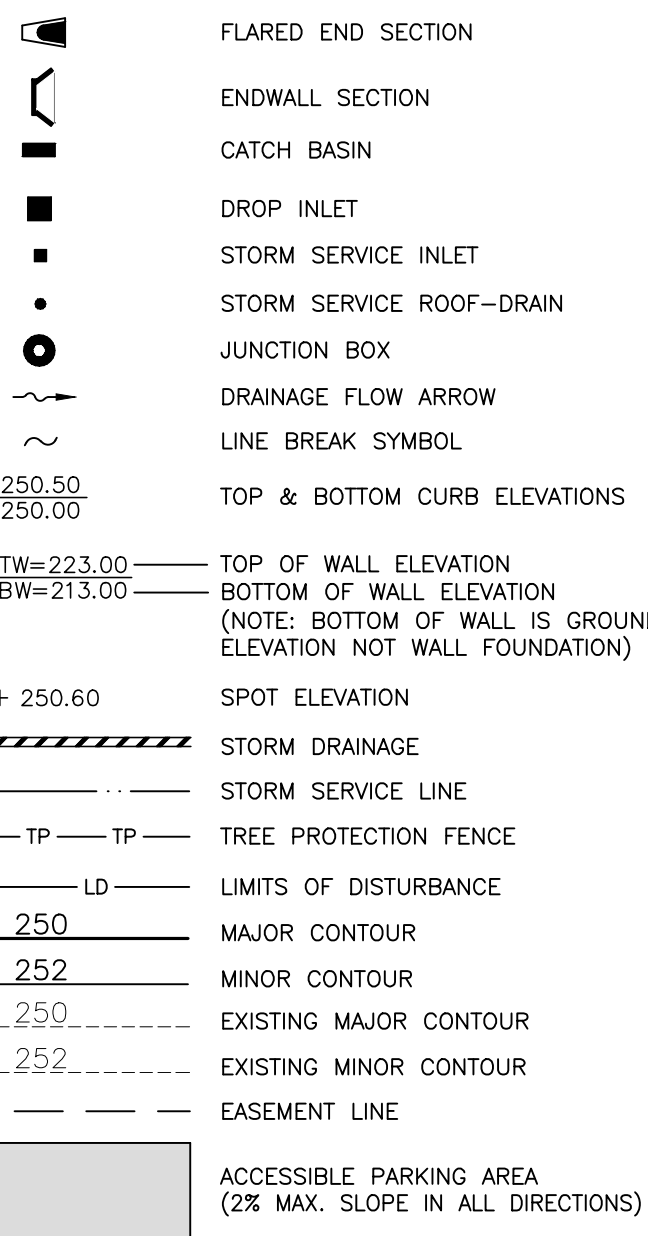 FLARED END SECTION
ENDWALL SECTION
CATCH BASIN
DROP INLET
STORM SERVICE INLET
STORM SERVICE ROOF-DRAIN
JUNCTION BOX
DRAINAGE FLOW ARROW
LINE BREAK SYMBOL
250.50
250.00
TOP & BOTTOM CURB ELEVATIONS
TW=223.00 TOP OF WALL ELEVATION
BW=213.00 BOTTOM OF WALL ELEVATION
(NOTE: BOTTOM OF WALL IS GROUND
ELEVATION NOT WALL FOUNDATION)
+ 250.60 SPOT ELEVATION
STORM DRAINAGE
STORM SERVICE LINE
TP TP TREE PROTECTION FENCE
LD LIMITS OF DISTURBANCE
250 MAJOR CONTOUR
252 MINOR CONTOUR
250 EXISTING MAJOR CONTOUR
252 EXISTING MINOR CONTOUR
EASEMENT LINE
ACCESSIBLE PARKING AREA
(2% MAX. SLOPE IN ALL DIRECTIONS)